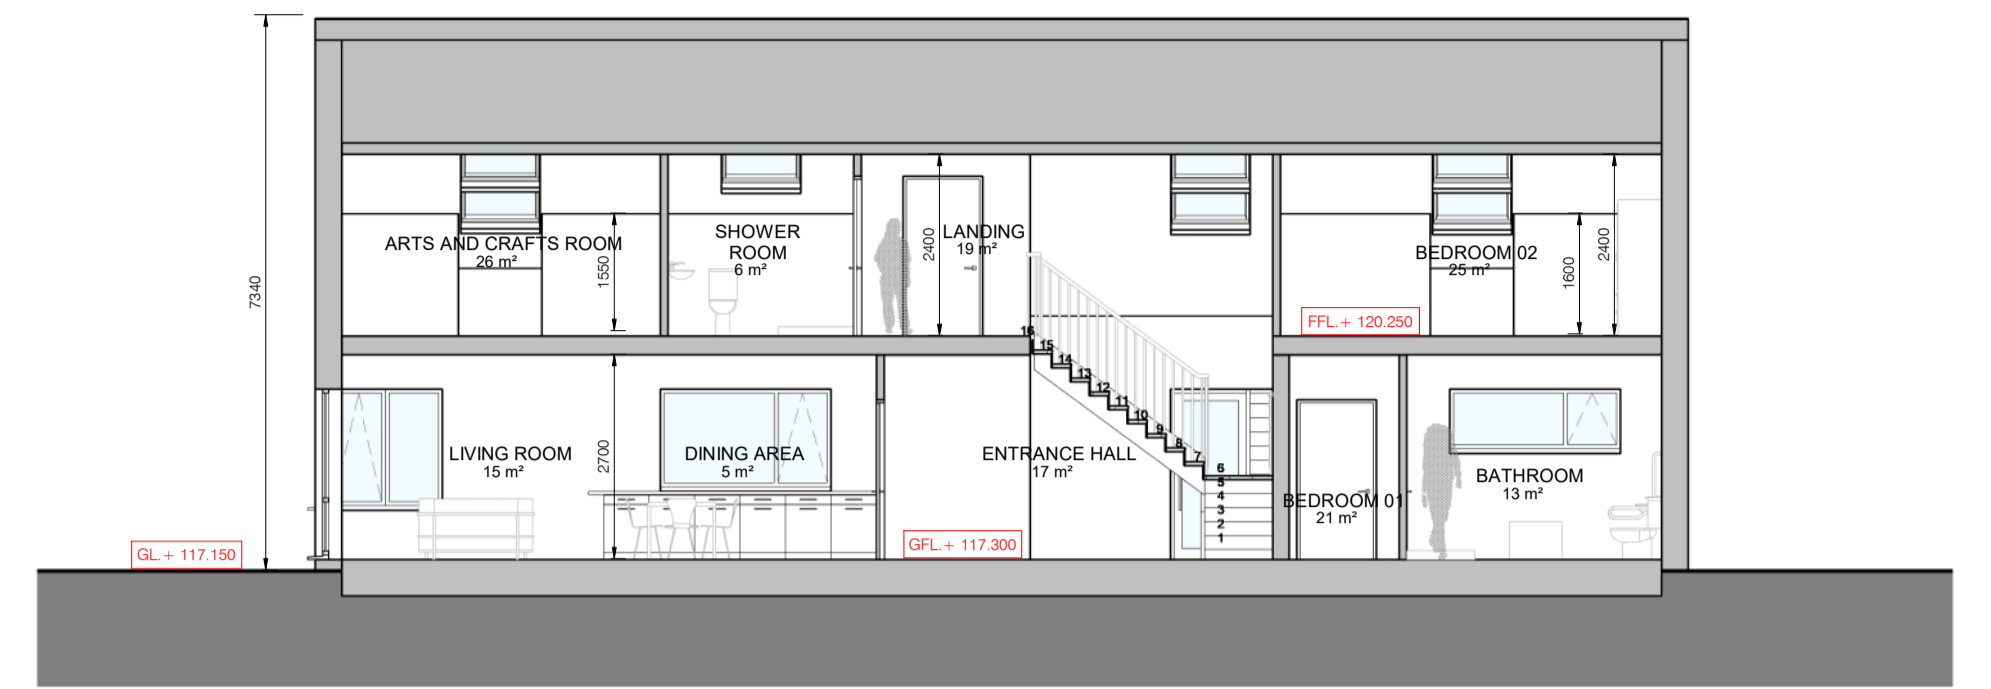 7340
ARTS AND CRAFTS ROOM
26 m²
1550
SHOWER
ROOM
6 m²
2400
LANDING
19 m²
BEDROOM 02
25 m²
1600
2400
FFL.+ 120.250
16
15
14
13
12
11
10
9
8
7
6
5
4
3
2
1
LIVING ROOM
15 m²
2700
DINING AREA
5 m²
ENTRANCE HALL
17 m²
BEDROOM 01
21 m²
BATHROOM
13 m²
GL.+ 117.150
GFL.+ 117.300